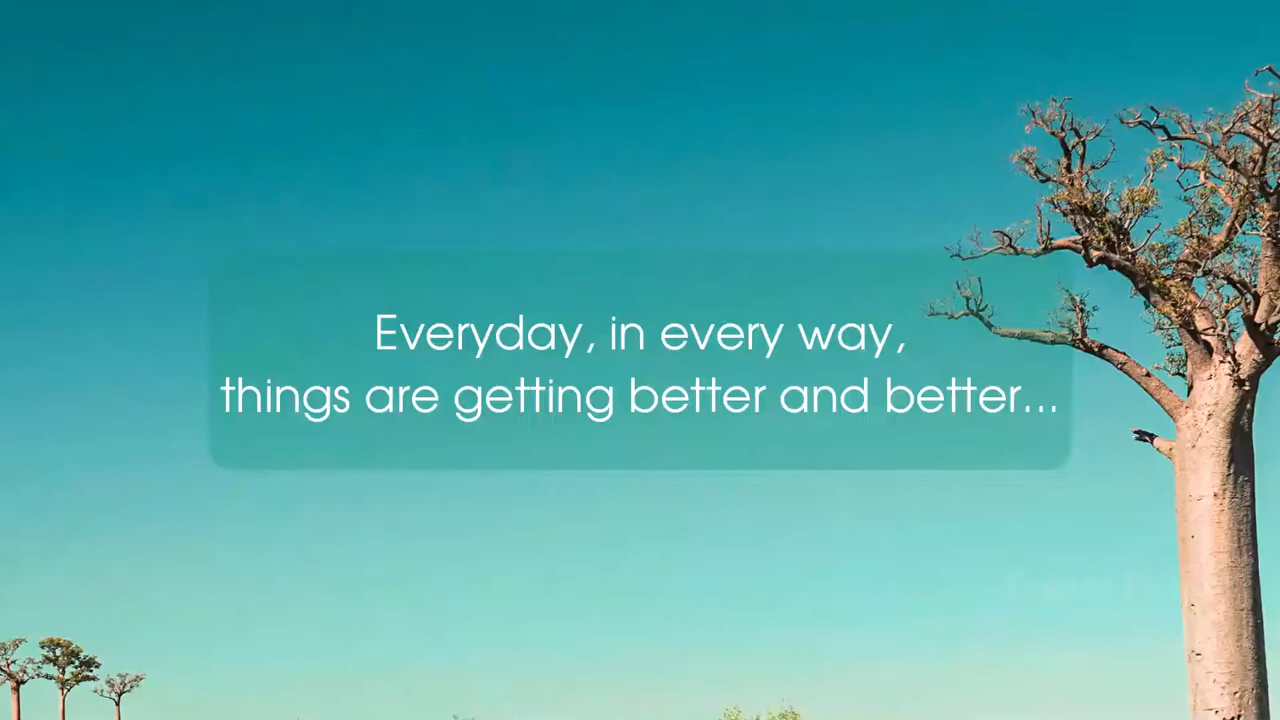 Everyday, in every way,
things are getting better and better...